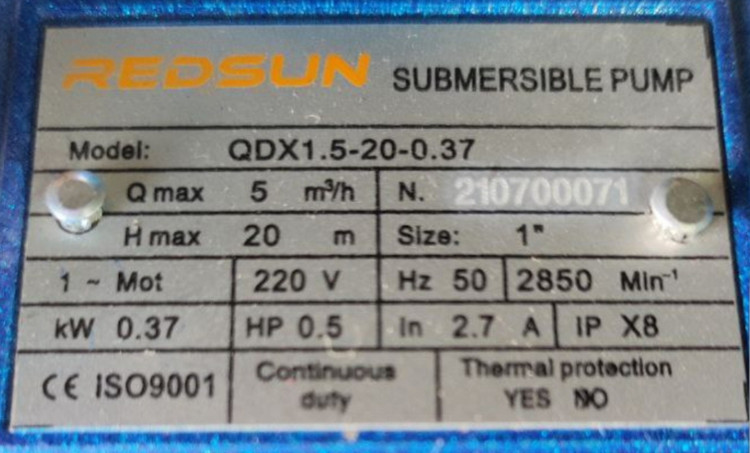 REDSUN SUBMERSIBLE PUMP
Model: QDX1.5-20-0.37
Q max 5 m³/h N. 210700071
H max 20 m Size: 1"
1 ~ Mot 220 V Hz 50 2850 Min⁻¹
kW 0.37 HP 0.5 In 2.7 A IP X8
CE ISO9001 Continuous duty Thermal protection
YES NO